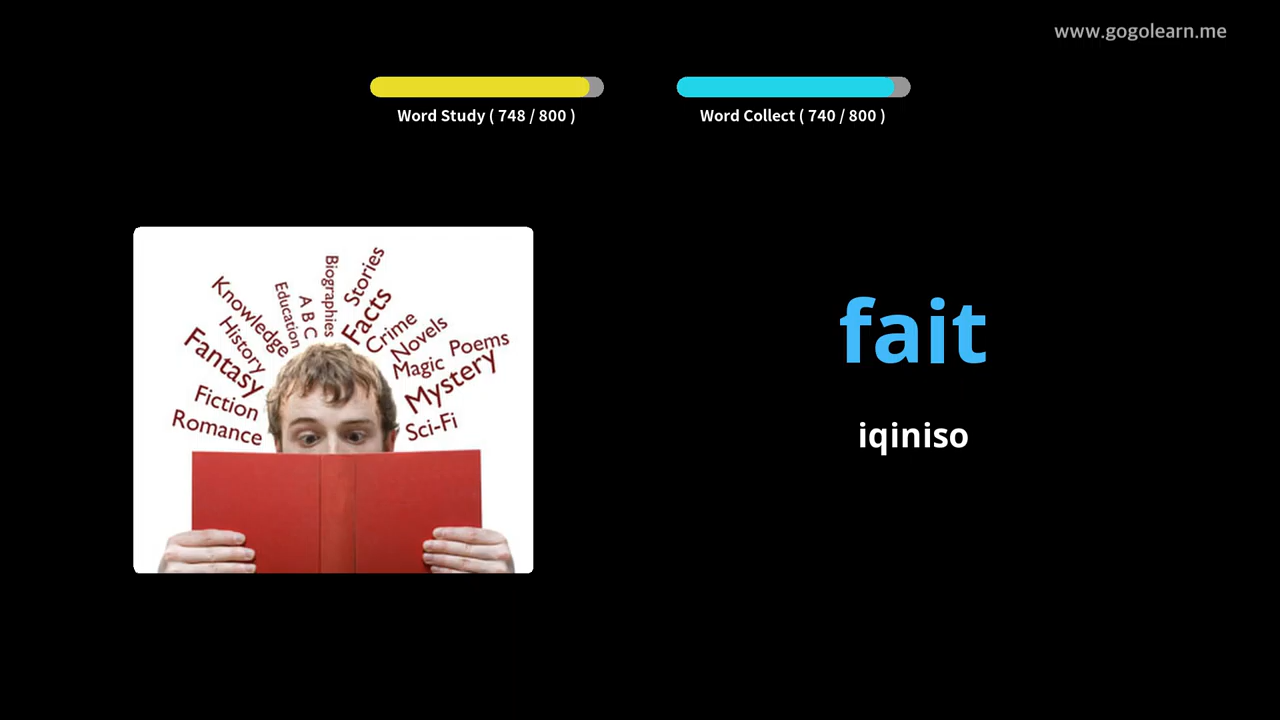 www.gogolearn.me
Word Study ( 748 / 800 )
Word Collect ( 740 / 800 )
Knowledge
Education
A B C
Biographies
Stories
Facts
Crime
Novels
Poems
History
Magic
Mystery
Fantasy
Fiction
Romance
Sci-Fi
fait
iqiniso